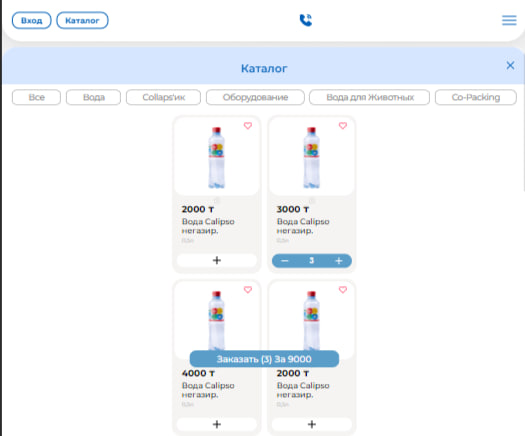 Вход Каталог
Каталог
Все Вода Collaps'ик Оборудование Вода для Животных Co-Packing
2000 т 3000 т
Вода Calipso негазир. Вода Calipso негазир.
0,5л 0,5л
+ − 3 +
Заказать (3) За 9000
4000 т 2000 т
Вода Calipso негазир. Вода Calipso негазир.
0,5л 0,5л
+ +